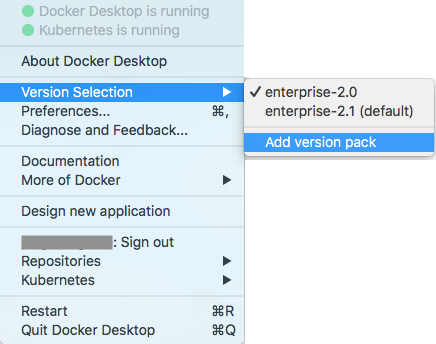 Docker Desktop is running
Kubernetes is running
About Docker Desktop
Version Selection ▶
Preferences... ⌘,
Diagnose and Feedback...
Documentation
More of Docker ▶
Design new application
: Sign out
Repositories ▶
Kubernetes ▶
Restart ⌘R
Quit Docker Desktop ⌘Q
✓ enterprise-2.0
enterprise-2.1 (default)
Add version pack